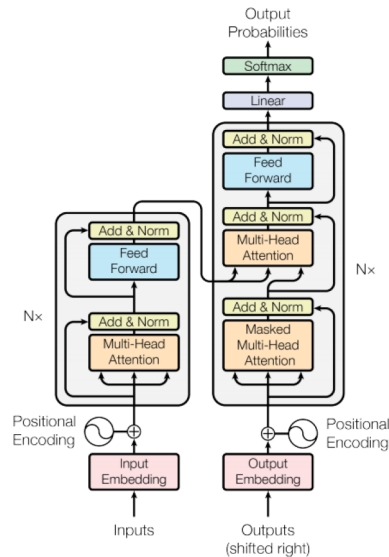 Output
Probabilities
Softmax
Linear
Add & Norm
Feed
Forward
Add & Norm
Multi-Head
Attention
Nx
Add & Norm
Masked
Multi-Head
Attention
Add & Norm
Feed
Forward
Nx
Add & Norm
Multi-Head
Attention
Positional
Encoding
Positional
Encoding
Input
Embedding
Output
Embedding
Inputs
Outputs
(shifted right)